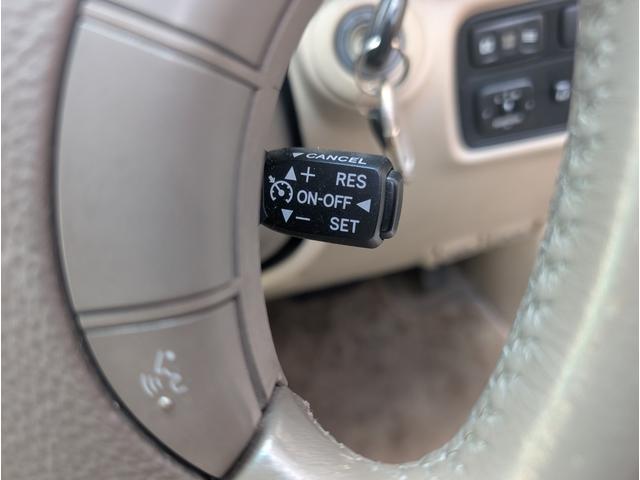 CANCEL
+ RES
ON-OFF
− SET